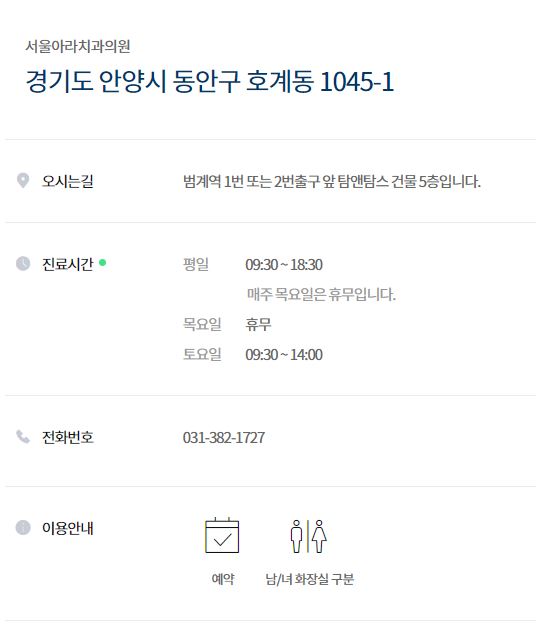 서울아라치과의원
경기도 안양시 동안구 호계동 1045-1
오시는길 범계역 1번 또는 2번출구 앞 탐앤탐스 건물 5층입니다.
진료시간 평일 09:30 ~ 18:30
매주 목요일은 휴무입니다.
목요일 휴무
토요일 09:30 ~ 14:00
전화번호 031-382-1727
이용안내
예약 남/녀 화장실 구분